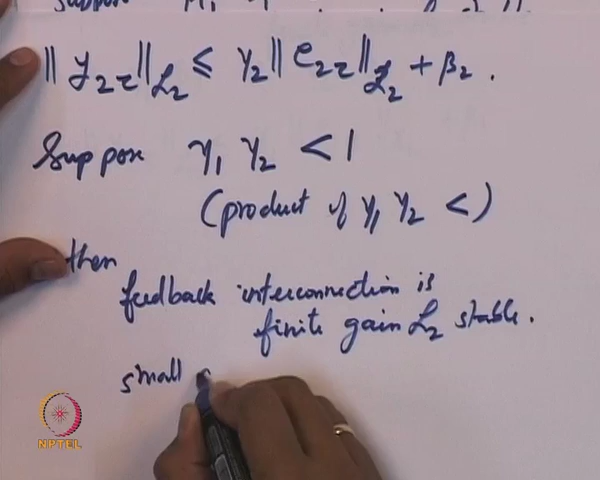 ‖y₂τ‖ℒ₂ ≤ γ₂‖e₂τ‖ℒ₂ + β₂.
Suppose γ₁ γ₂ < 1
(product of γ₁ γ₂ <)
then
feedback interconnection is
finite gain ℒ₂ stable.
small
NPTEL